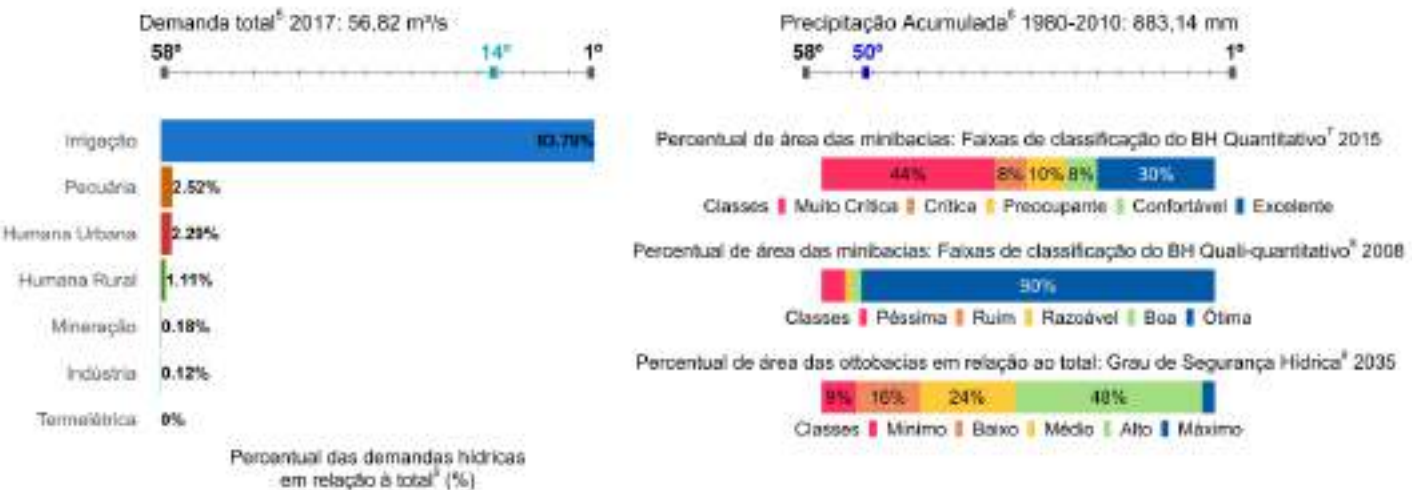 Demanda total⁶ 2017: 56,82 m³/s
58º 14º 1º
Irrigação 93.79%
Pecuária 2.52%
Humana Urbana 2.29%
Humana Rural 1.11%
Mineração 0.18%
Indústria 0.12%
Termelétrica 0%
Percentual das demandas hídricas
em relação à total (%)
Precipitação Acumulada⁶ 1980-2010: 883,14 mm
58º 50º 1º
Percentual de área das minibacias: Faixas de classificação do BH Quantitativo⁷ 2015
44% 8% 10% 8% 30%
Classes Muito Crítica Crítica Preocupante Confortável Excelente
Percentual de área das minibacias: Faixas de classificação do BH Quali-quantitativo⁸ 2008
90%
Classes Péssima Ruim Razoável Boa Ótima
Percentual de área das ottobacias em relação ao total: Grau de Segurança Hídrica 2035
9% 16% 24% 48%
Classes Mínimo Baixo Médio Alto Máximo